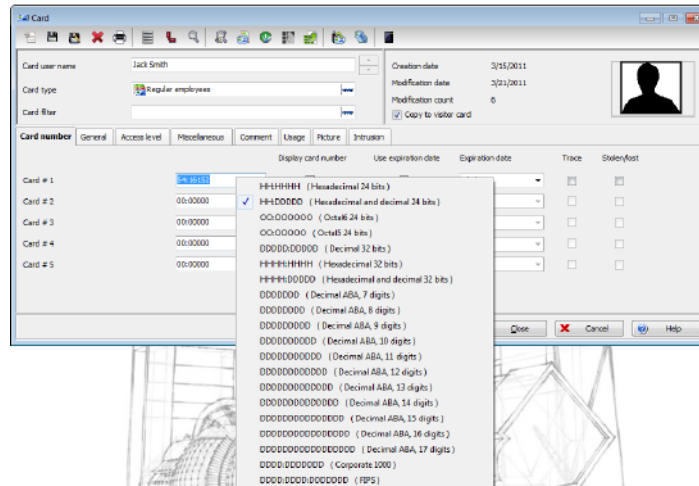 Card
Card user name Jack Smith Creation date 3/15/2011
Modification date 3/21/2011
Card type Regular employees
Modification count 6
Card filter Copy to visitor card
Card number General Access level Miscellaneous Comment Usage Picture Intrusion
Display card number Use expiration date Expiration date Trace Stolen/lost
Card # 1
Card # 2 00:00000
Card # 3 00:00000
Card # 4 00:00000
Card # 5 00:00000
HH:HHHH (Hexadecimal 24 bits)
HH:DDDDD (Hexadecimal and decimal 24 bits)
OO:OOOOOO (Octal6 24 bits)
OO:OOOOO (Octal5 24 bits)
DDDDD:DDDDD (Decimal 32 bits)
HHHH:HHHH (Hexadecimal 32 bits)
HHHH:DDDDD (Hexadecimal and decimal 32 bits)
DDDDDDD (Decimal ABA, 7 digits)
DDDDDDDD (Decimal ABA, 8 digits)
DDDDDDDDD (Decimal ABA, 9 digits)
DDDDDDDDDD (Decimal ABA, 10 digits)
DDDDDDDDDDD (Decimal ABA, 11 digits)
DDDDDDDDDDDD (Decimal ABA, 12 digits)
DDDDDDDDDDDDD (Decimal ABA, 13 digits)
DDDDDDDDDDDDDD (Decimal ABA, 14 digits)
DDDDDDDDDDDDDDD (Decimal ABA, 15 digits)
DDDDDDDDDDDDDDDD (Decimal ABA, 16 digits)
DDDDDDDDDDDDDDDDD (Decimal ABA, 17 digits)
DDDD:DDDDDDD (Corporate 1000)
DDDD:DDDD:DDDDDDD (FIPS)
Close Cancel Help